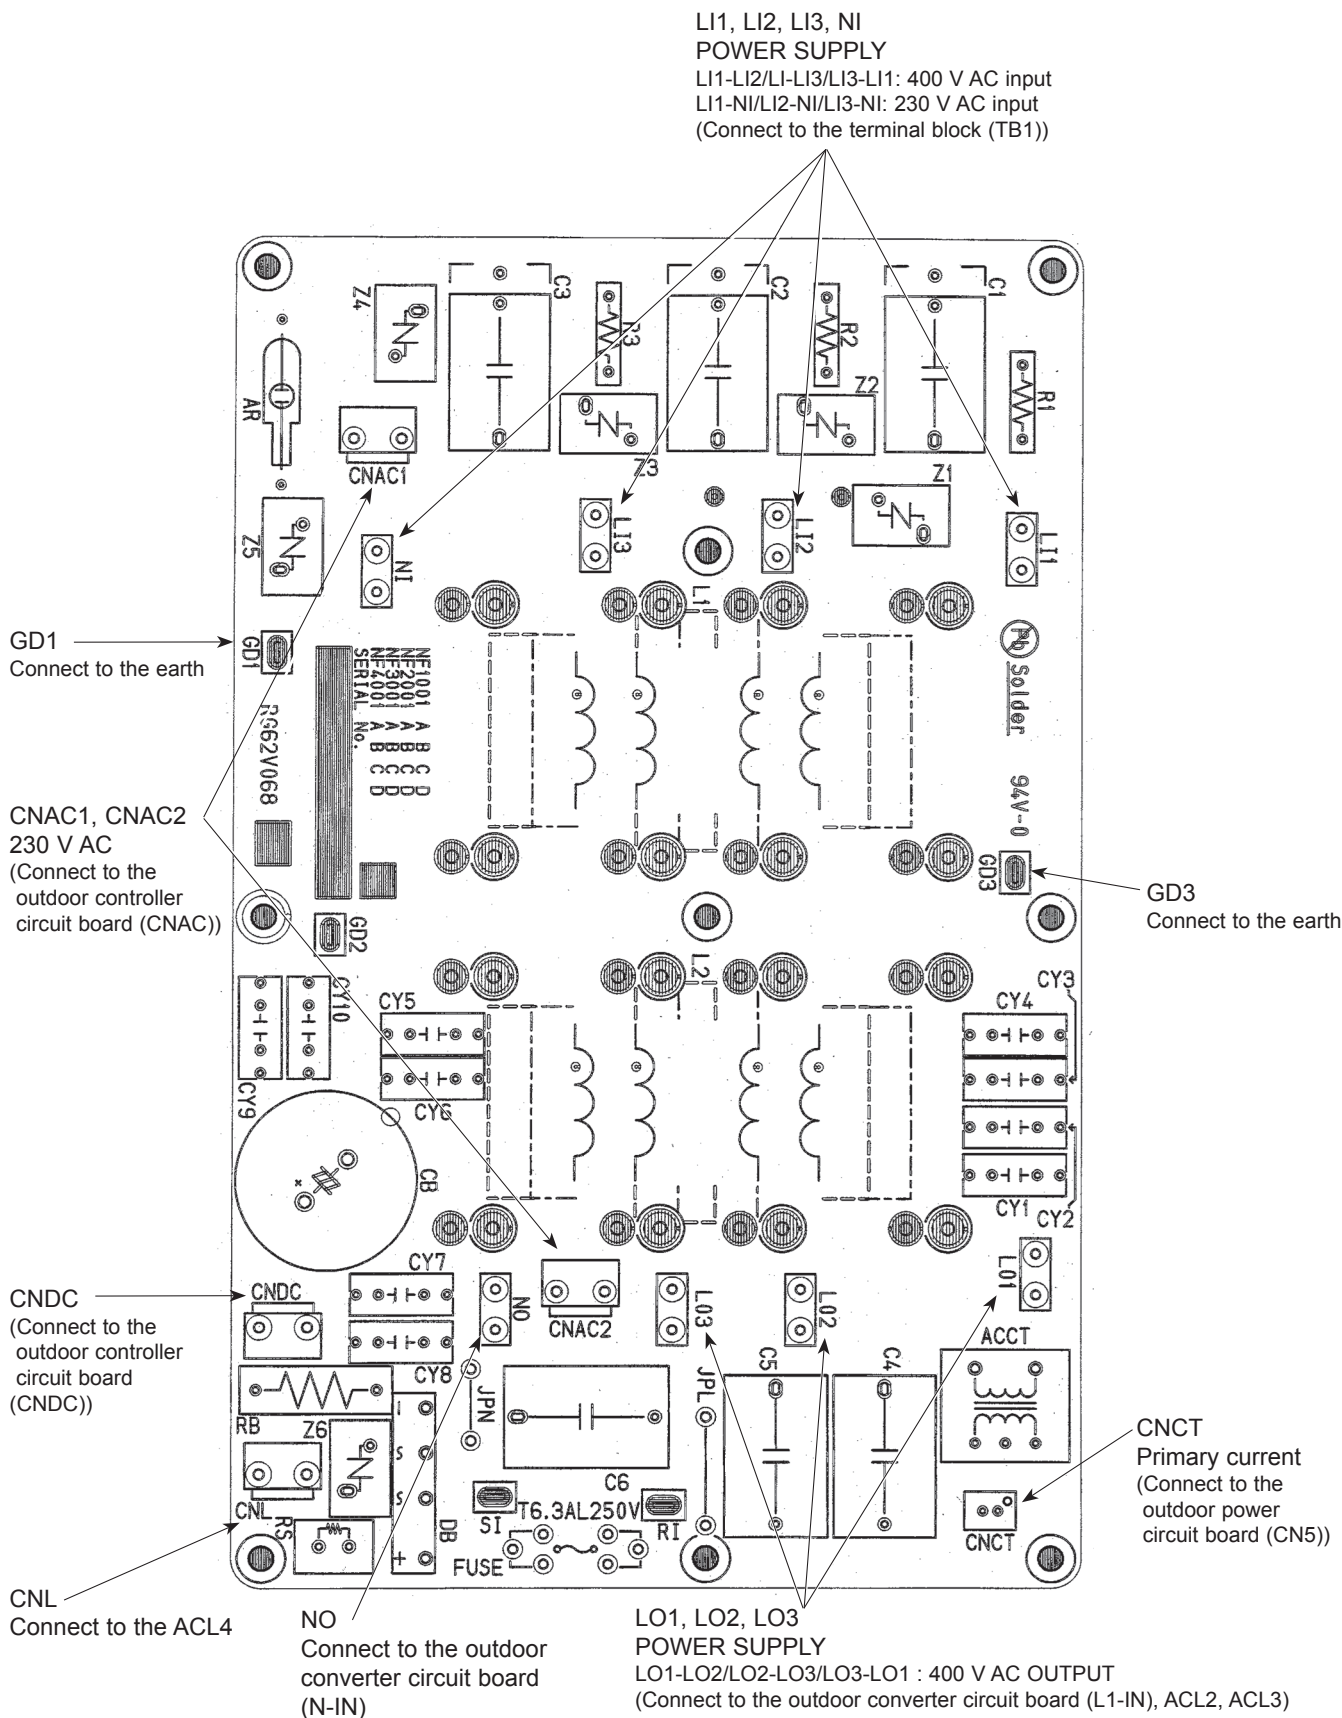 LI1, LI2, LI3, NI
POWER SUPPLY
LI1-LI2/LI-LI3/LI3-LI1: 400 V AC input
LI1-NI/LI2-NI/LI3-NI: 230 V AC input
(Connect to the terminal block (TB1))
Z4
C3
R3
C2
R2
C1
R1
AR
CNAC1
Z3
Z2
Z1
Z5
NI
LI3
LI2
LI1
GD1
Connect to the earth
GD1
L1
Pb Solder
NF1001 A B C D
NF2001 A B C D
NF3001 A B C D
NF4001 A B C D
SERIAL No.
RG62V068
94V-0
CNAC1, CNAC2
230 V AC
(Connect to the
outdoor controller
circuit board (CNAC))
GD3
GD3
Connect to the earth
GD2
L2
CY9
CY10
CY5
CY6
CY4
CY3
CY1
CY2
CB
CNDC
(Connect to the
outdoor controller
circuit board
(CNDC))
CNDC
CY7
CY8
NO
CNAC2
LO3
LO2
LO1
ACCT
RB
Z6
JPN
C6
JPL
C5
C4
CNL
RS
DB
SI
T6.3AL250V
RI
FUSE
CNCT
CNCT
Primary current
(Connect to the
outdoor power
circuit board (CN5))
CNL
Connect to the ACL4
NO
Connect to the outdoor
converter circuit board
(N-IN)
LO1, LO2, LO3
POWER SUPPLY
LO1-LO2/LO2-LO3/LO3-LO1 : 400 V AC OUTPUT
(Connect to the outdoor converter circuit board (L1-IN), ACL2, ACL3)